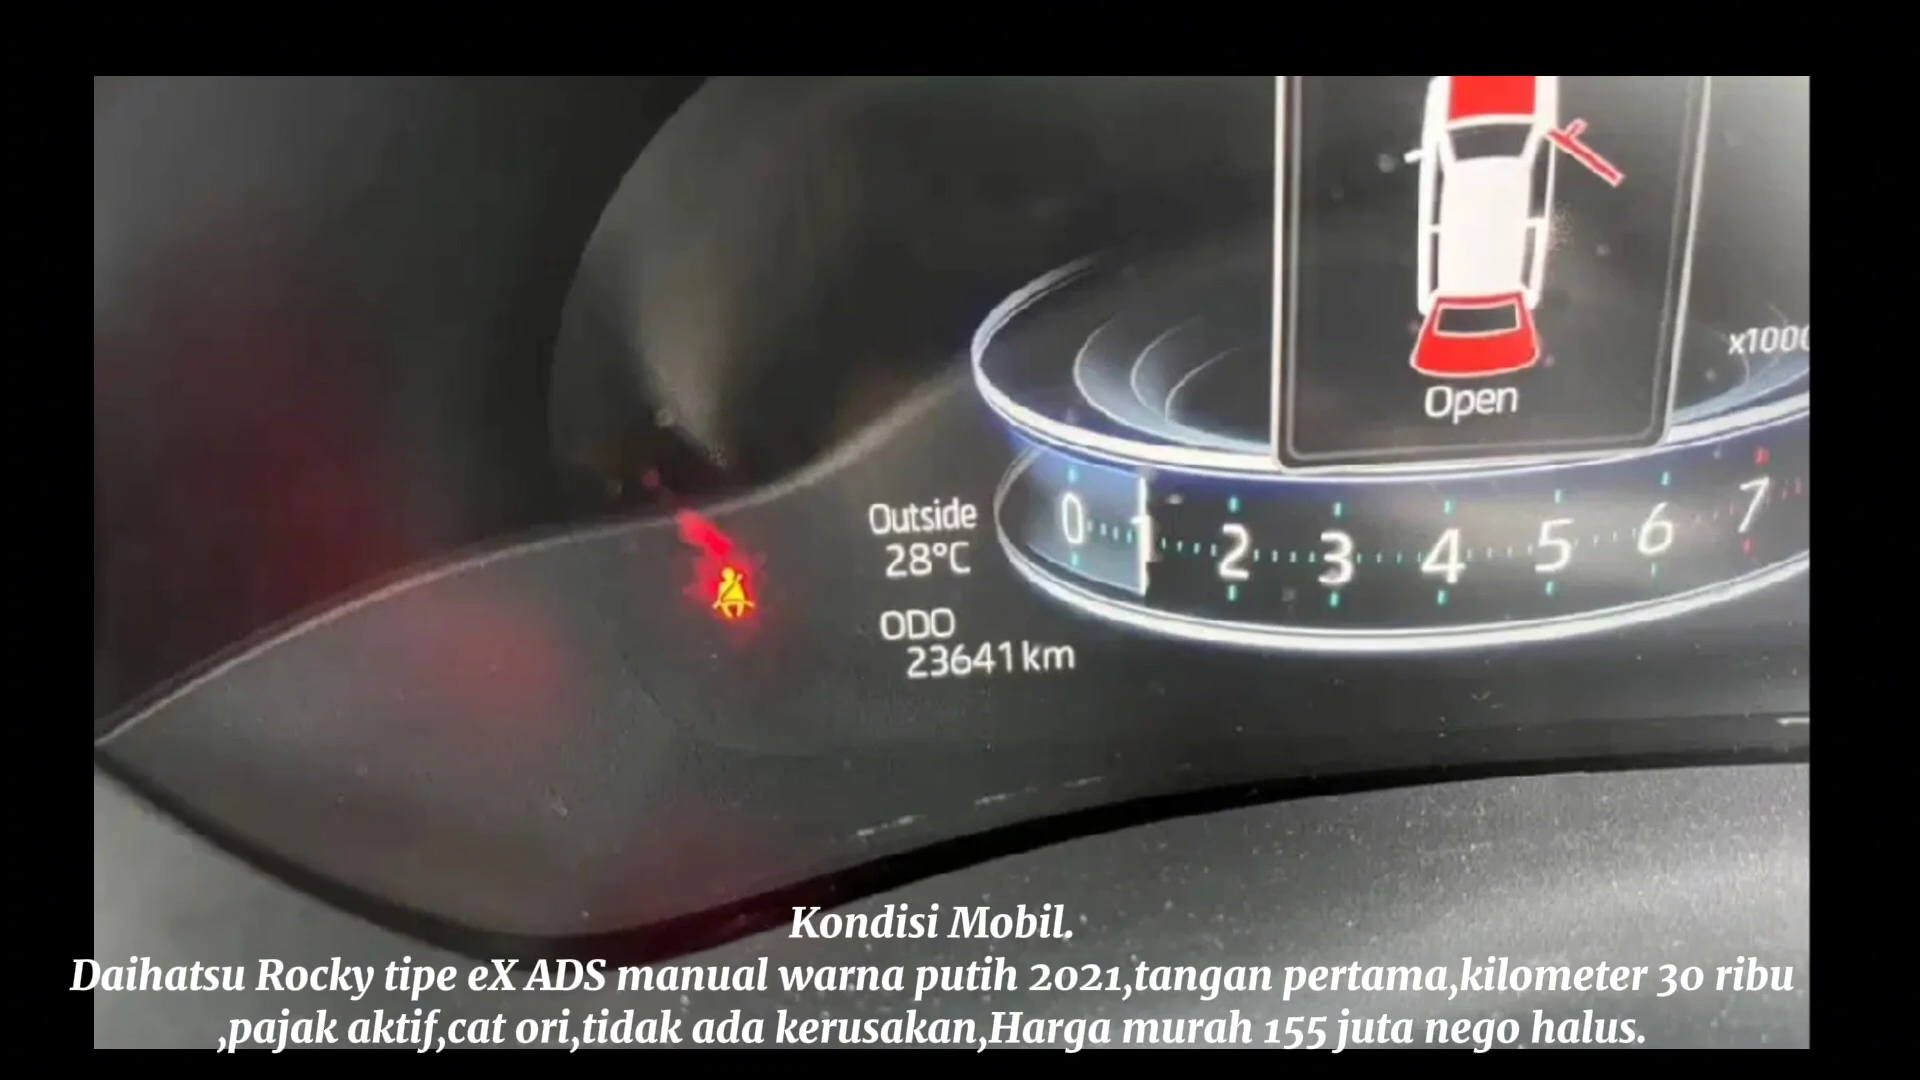 Open
x1000
Outside
28°C
0 1 2 3 4 5 6 7
ODO
23641 km
Kondisi Mobil.
Daihatsu Rocky tipe eX ADS manual warna putih 2021,tangan pertama,kilometer 30 ribu
,pajak aktif,cat ori,tidak ada kerusakan,Harga murah 155 juta nego halus.